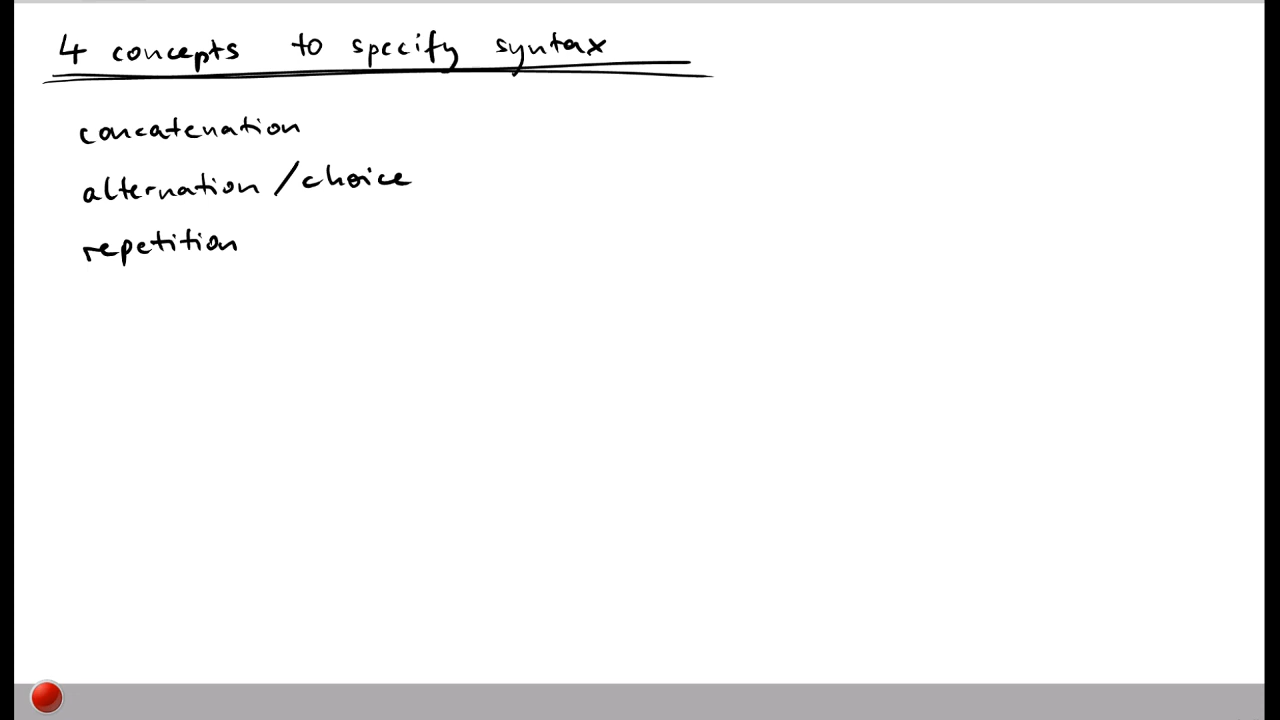 4 concepts to specify syntax
concatenation
alternation / choice
repetition